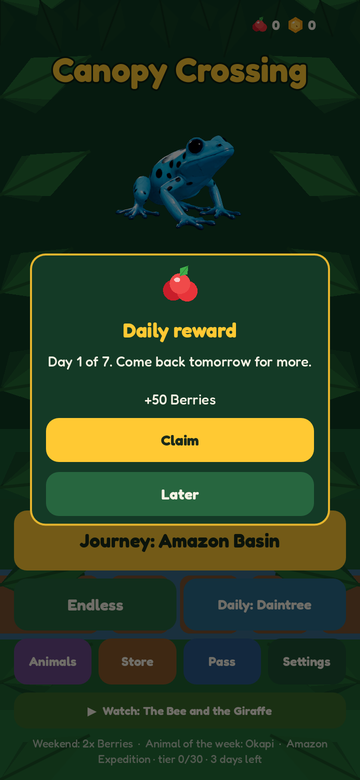 0 0
Canopy Crossing
Daily reward
Day 1 of 7. Come back tomorrow for more.
+50 Berries
Claim
Later
Journey: Amazon Basin
Endless
Daily: Daintree
Animals
Store
Pass
Settings
▶ Watch: The Bee and the Giraffe
Weekend: 2x Berries · Animal of the week: Okapi · Amazon
Expedition · tier 0/30 · 3 days left